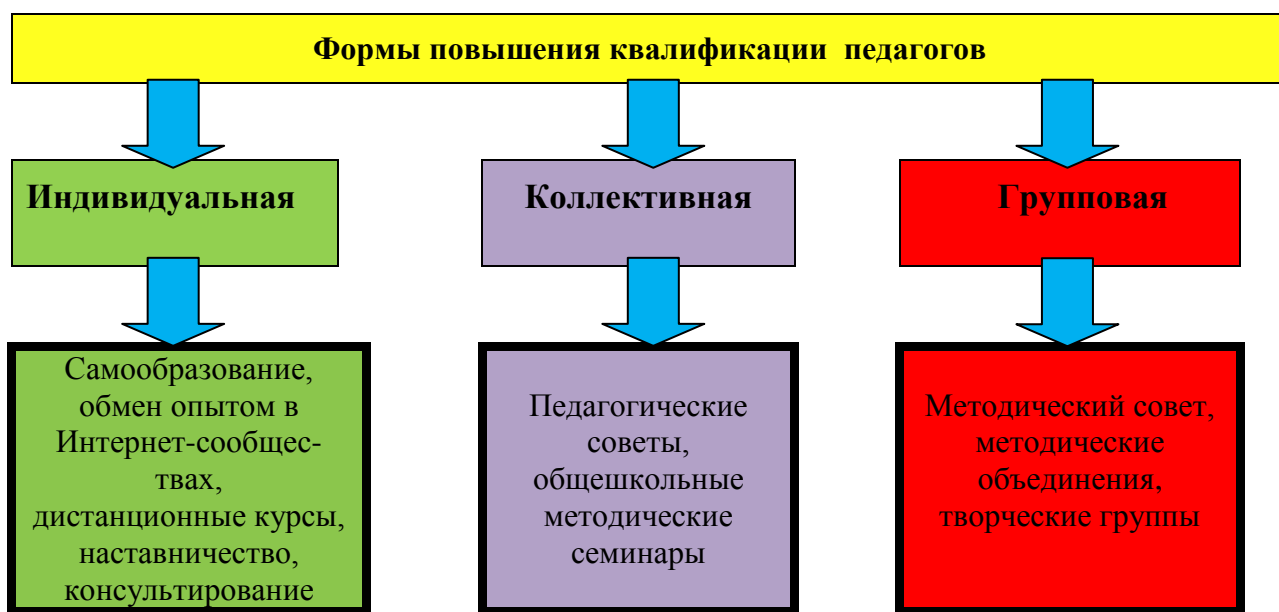 Формы повышения квалификации  педагогов
Индивидуальная
Коллективная
Групповая
Самообразование,
обмен опытом в
Интернет-сообщес-
твах,
дистанционные курсы,
наставничество,
консультирование
Педагогические
советы,
общешкольные
методические
семинары
Методический совет,
методические
объединения,
творческие группы